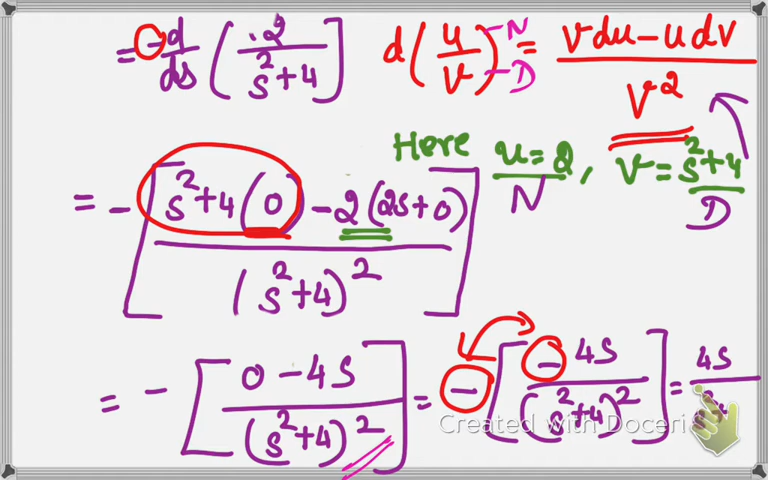 = - d/ds ( 2/(s²+4) ] d( u/v ) -N -D = (vdu - udv)/v²
Here u=2, v=s²+4
N D
= - [ (s²+4(0) - 2(2s+0))/(s²+4)² ]
= - [ (0-4s)/(s²+4)² ] = - [ -4s/(s²+4)² ] = 4s/
Created with Doceri